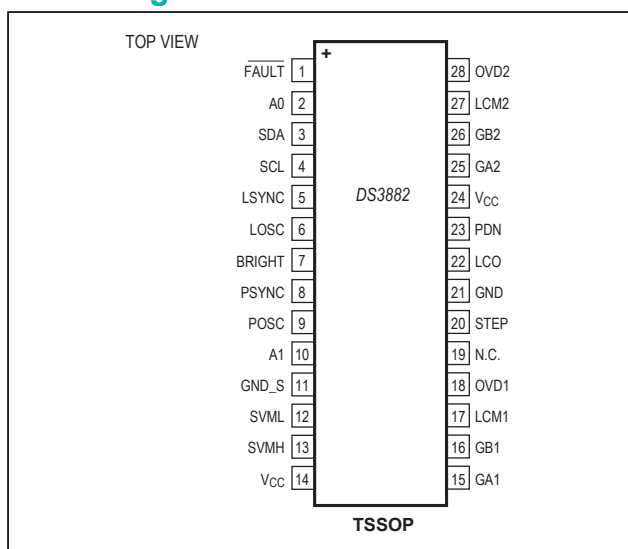 TOP VIEW
+
FAULT 1
28 OVD2
A0 2
27 LCM2
SDA 3
26 GB2
SCL 4
25 GA2
LSYNC 5
DS3882
24 VCC
LOSC 6
23 PDN
BRIGHT 7
22 LCO
PSYNC 8
21 GND
POSC 9
20 STEP
A1 10
19 N.C.
GND_S 11
18 OVD1
SVML 12
17 LCM1
SVMH 13
16 GB1
VCC 14
15 GA1
TSSOP